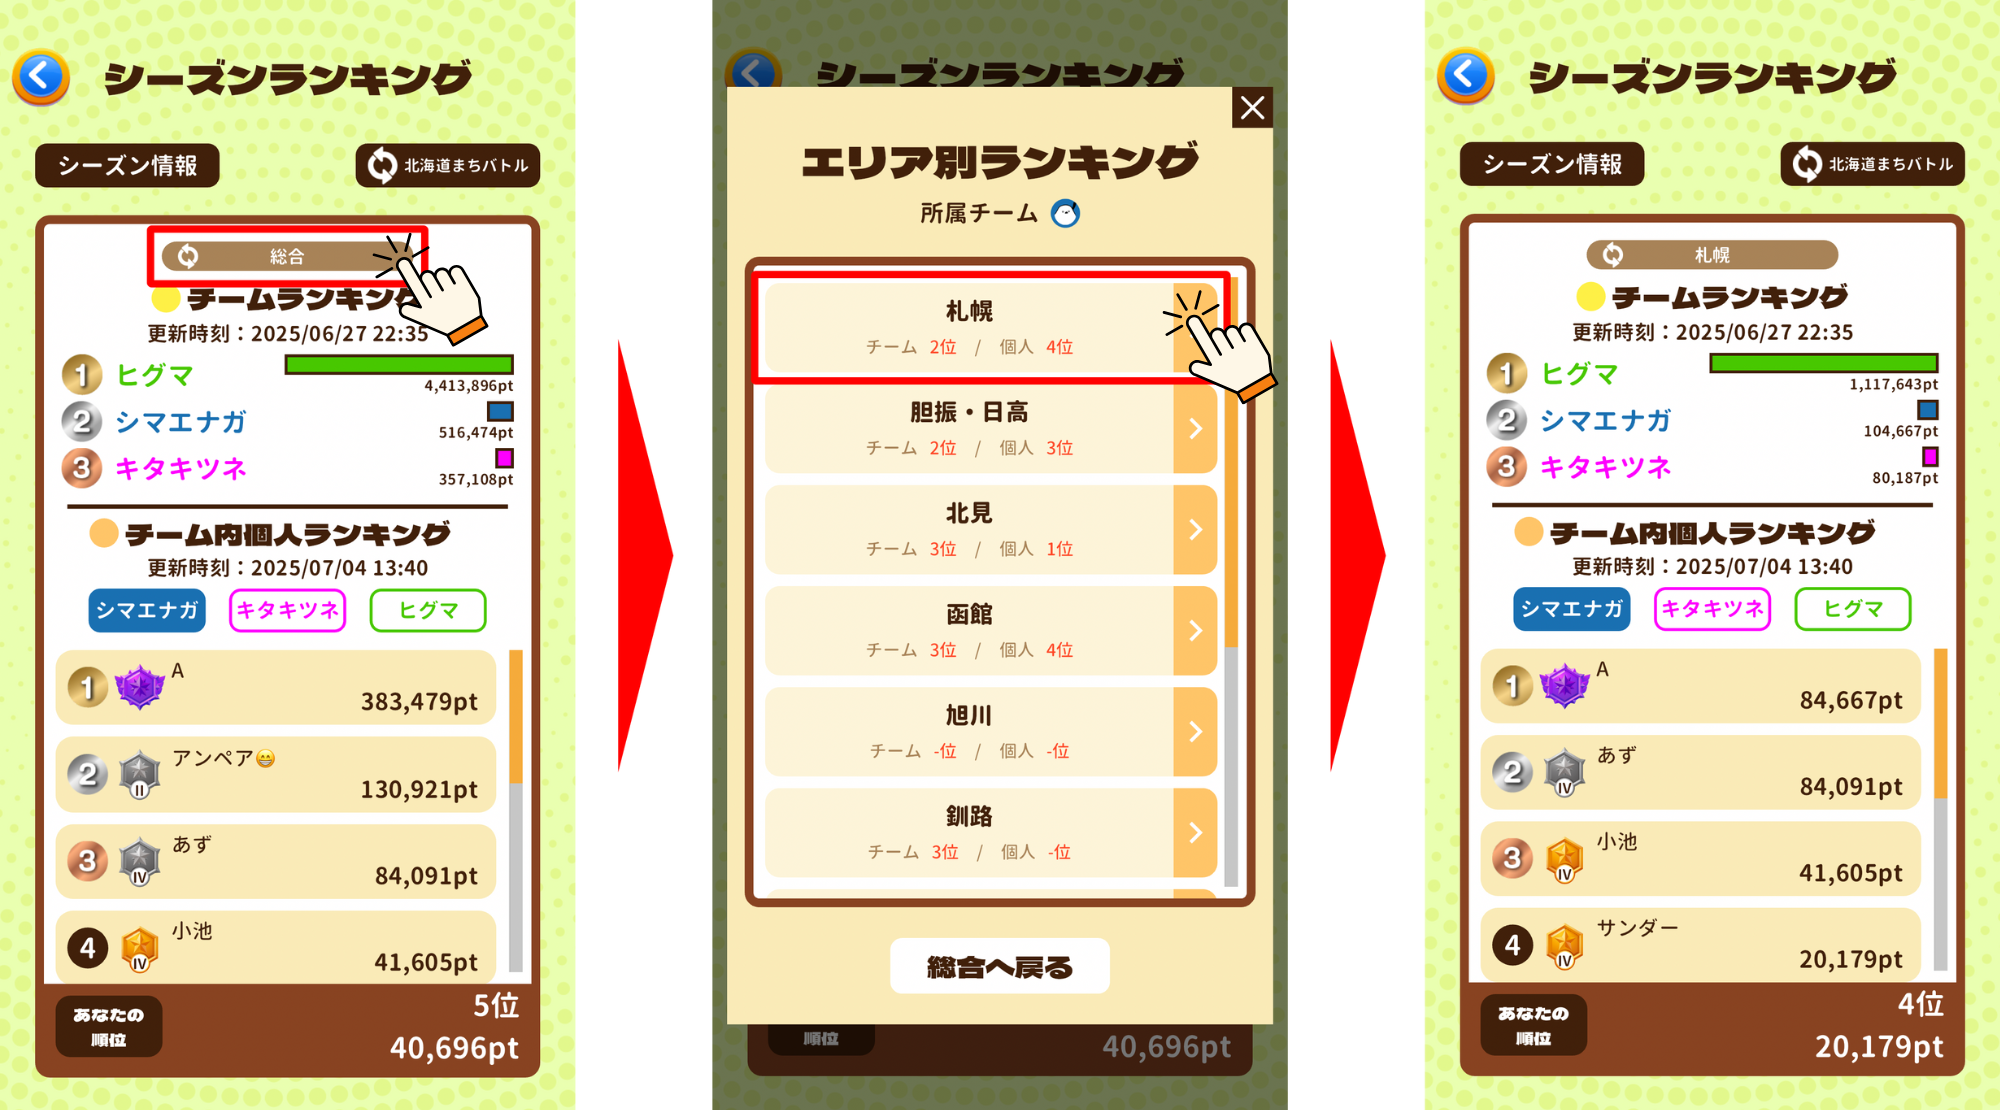 シーズンランキング
シーズン情報
北海道まちバトル
総合
チームランキング
更新時刻：2025/06/27 22:35
1 ヒグマ
4,413,896pt
2 シマエナガ
516,474pt
3 キタキツネ
357,108pt
チーム内個人ランキング
更新時刻：2025/07/04 13:40
シマエナガ キタキツネ ヒグマ
1 A
383,479pt
2 II アンペア😁
130,921pt
3 IV あず
84,091pt
4 IV 小池
41,605pt
あなたの
順位
5位
40,696pt
シーズンランキング
エリア別ランキング
所属チーム
札幌
チーム 2位 / 個人 4位
胆振・日高
チーム 2位 / 個人 3位
北見
チーム 3位 / 個人 1位
函館
チーム 3位 / 個人 4位
旭川
チーム -位 / 個人 -位
釧路
チーム 3位 / 個人 -位
総合へ戻る
順位
40,696pt
シーズンランキング
シーズン情報
北海道まちバトル
札幌
チームランキング
更新時刻：2025/06/27 22:35
1 ヒグマ
1,117,643pt
2 シマエナガ
104,667pt
3 キタキツネ
80,187pt
チーム内個人ランキング
更新時刻：2025/07/04 13:40
シマエナガ キタキツネ ヒグマ
1 A
84,667pt
2 IV あず
84,091pt
3 IV 小池
41,605pt
4 IV サンダー
20,179pt
あなたの
順位
4位
20,179pt